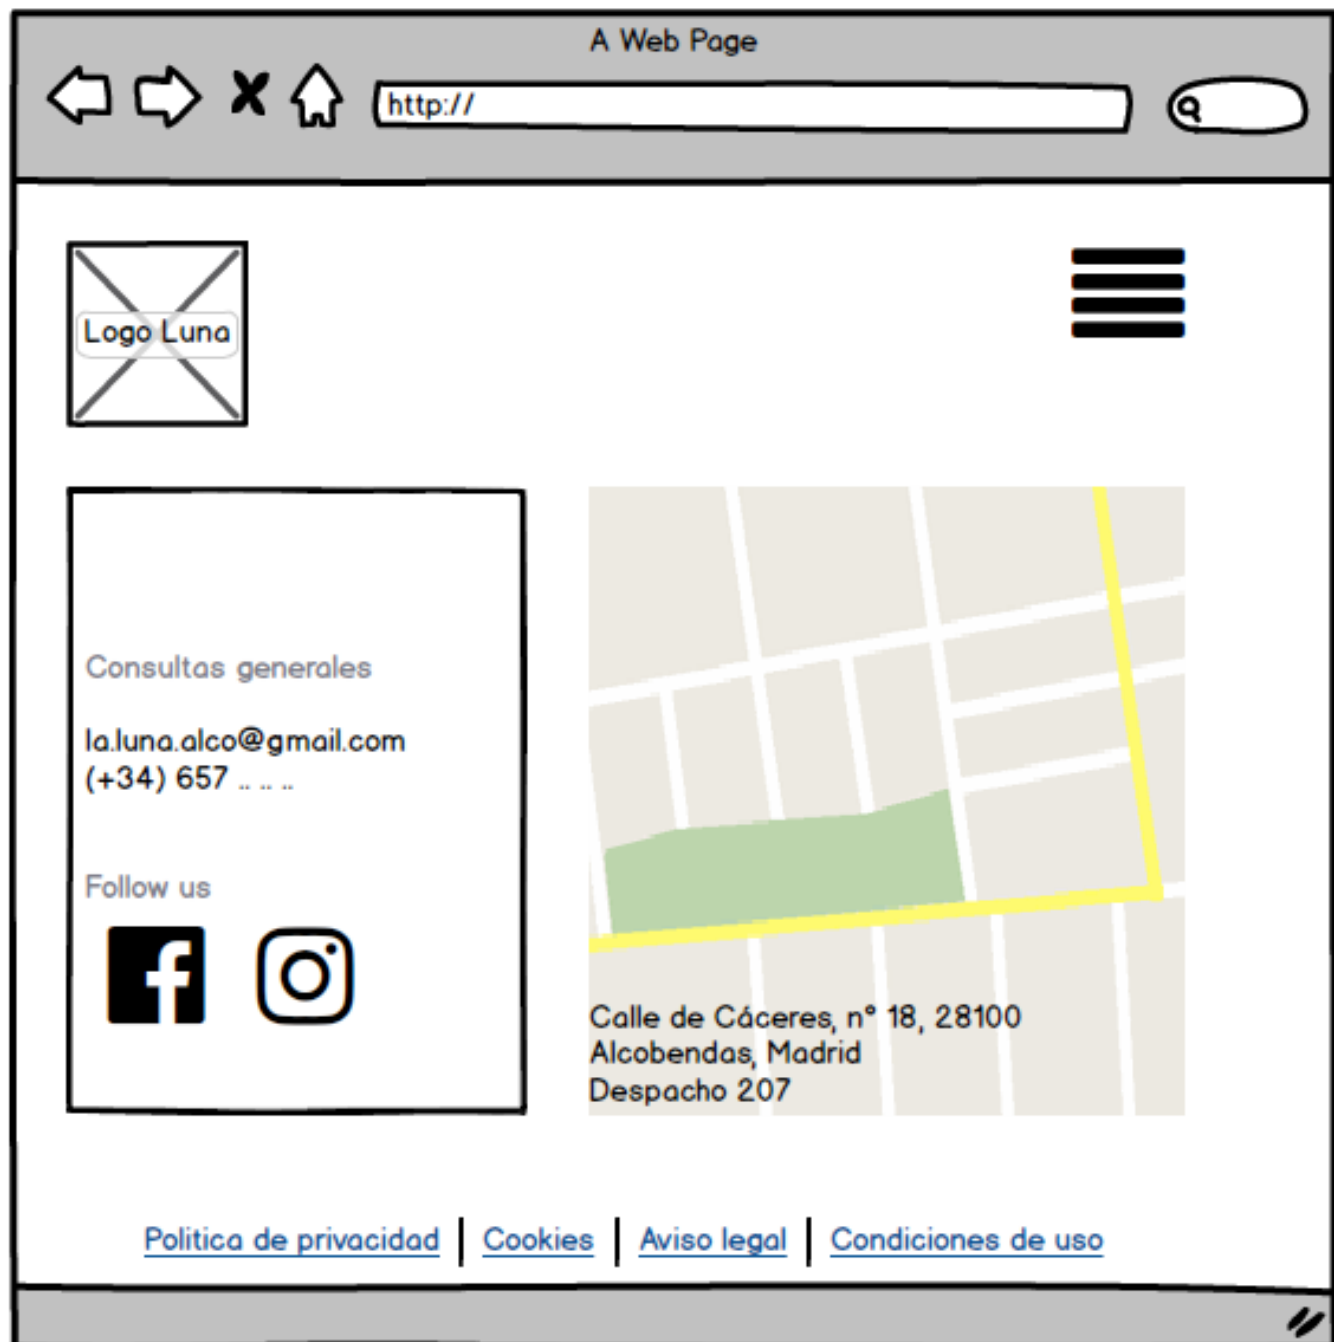 A Web Page
http://
Logo Luna
Consultas generales
la.luna.alco@gmail.com
(+34) 657 .. .. ..
Follow us
Calle de Cáceres, nº 18, 28100
Alcobendas, Madrid
Despacho 207
Politica de privacidad | Cookies | Aviso legal | Condiciones de uso